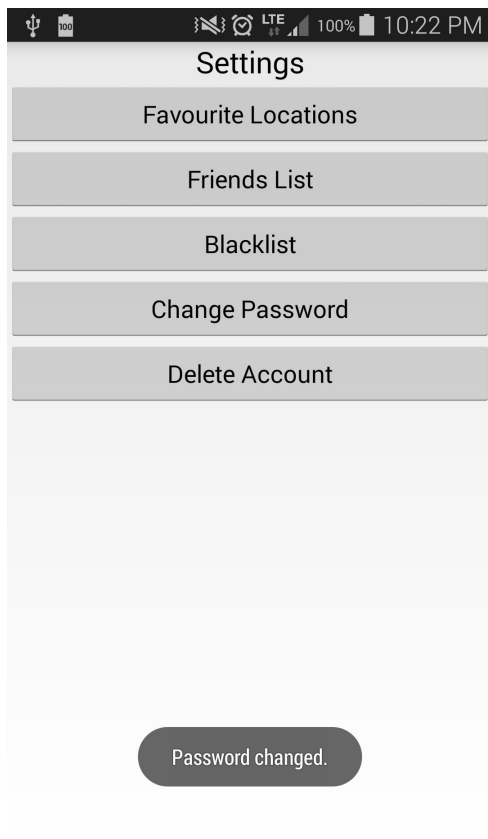 100
LTE
100%
10:22 PM
Settings
Favourite Locations
Friends List
Blacklist
Change Password
Delete Account
Password changed.